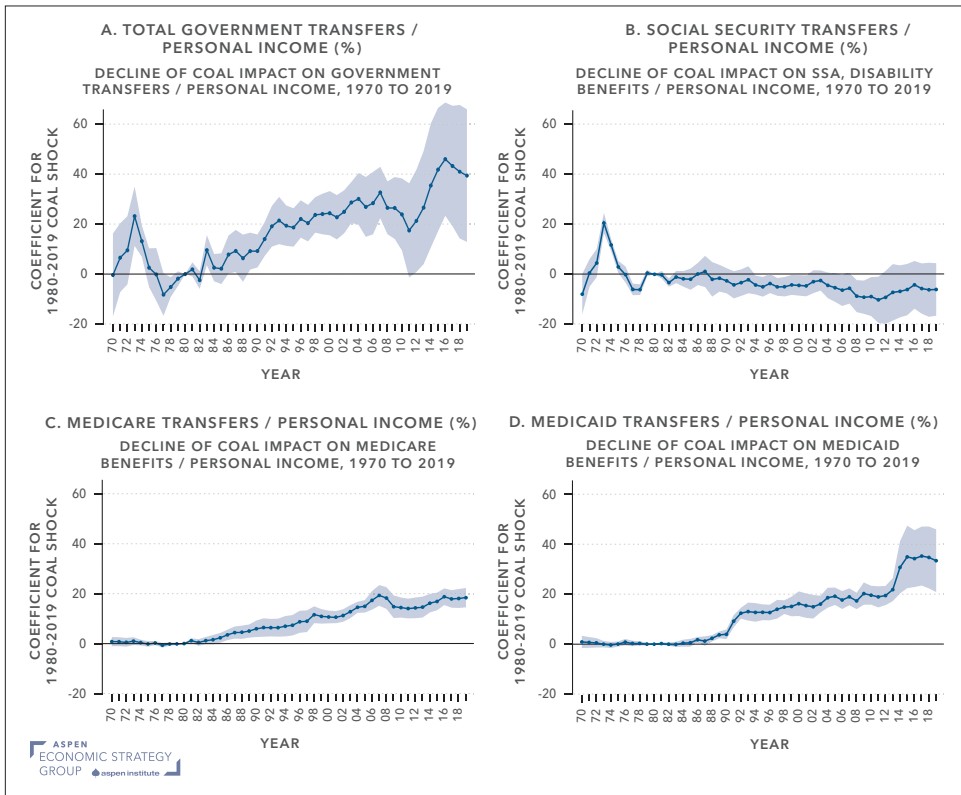 A. TOTAL GOVERNMENT TRANSFERS /
PERSONAL INCOME (%)
DECLINE OF COAL IMPACT ON GOVERNMENT
TRANSFERS / PERSONAL INCOME, 1970 TO 2019
COEFFICIENT FOR
1980-2019 COAL SHOCK
60
40
20
0
-20
70 72 74 76 78 80 82 84 86 88 90 92 94 96 98 00 02 04 06 08 10 12 14 16 18
YEAR
B. SOCIAL SECURITY TRANSFERS /
PERSONAL INCOME (%)
DECLINE OF COAL IMPACT ON SSA, DISABILITY
BENEFITS / PERSONAL INCOME, 1970 TO 2019
COEFFICIENT FOR
1980-2019 COAL SHOCK
60
40
20
0
-20
70 72 74 76 78 80 82 84 86 88 90 92 94 96 98 00 02 04 06 08 10 12 14 16 18
YEAR
C. MEDICARE TRANSFERS / PERSONAL INCOME (%)
DECLINE OF COAL IMPACT ON MEDICARE
BENEFITS / PERSONAL INCOME, 1970 TO 2019
COEFFICIENT FOR
1980-2019 COAL SHOCK
60
40
20
0
-20
70 72 74 76 78 80 82 84 86 88 90 92 94 96 98 00 02 04 06 08 10 12 14 16 18
YEAR
D. MEDICAID TRANSFERS / PERSONAL INCOME (%)
DECLINE OF COAL IMPACT ON MEDICAID
BENEFITS / PERSONAL INCOME, 1970 TO 2019
COEFFICIENT FOR
1980-2019 COAL SHOCK
60
40
20
0
-20
70 72 74 76 78 80 82 84 86 88 90 92 94 96 98 00 02 04 06 08 10 12 14 16 18
YEAR
ASPEN
ECONOMIC STRATEGY
GROUP aspen institute